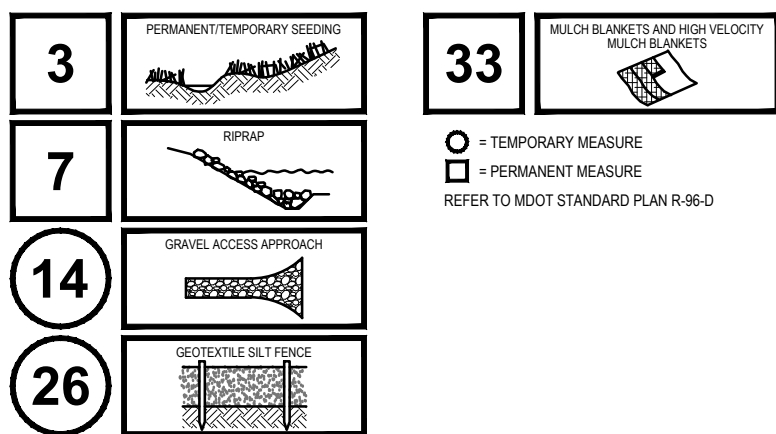 3
PERMANENT/TEMPORARY SEEDING
7
RIPRAP
14
GRAVEL ACCESS APPROACH
26
GEOTEXTILE SILT FENCE
33
MULCH BLANKETS AND HIGH VELOCITY
MULCH BLANKETS
= TEMPORARY MEASURE
= PERMANENT MEASURE
REFER TO MDOT STANDARD PLAN R-96-D